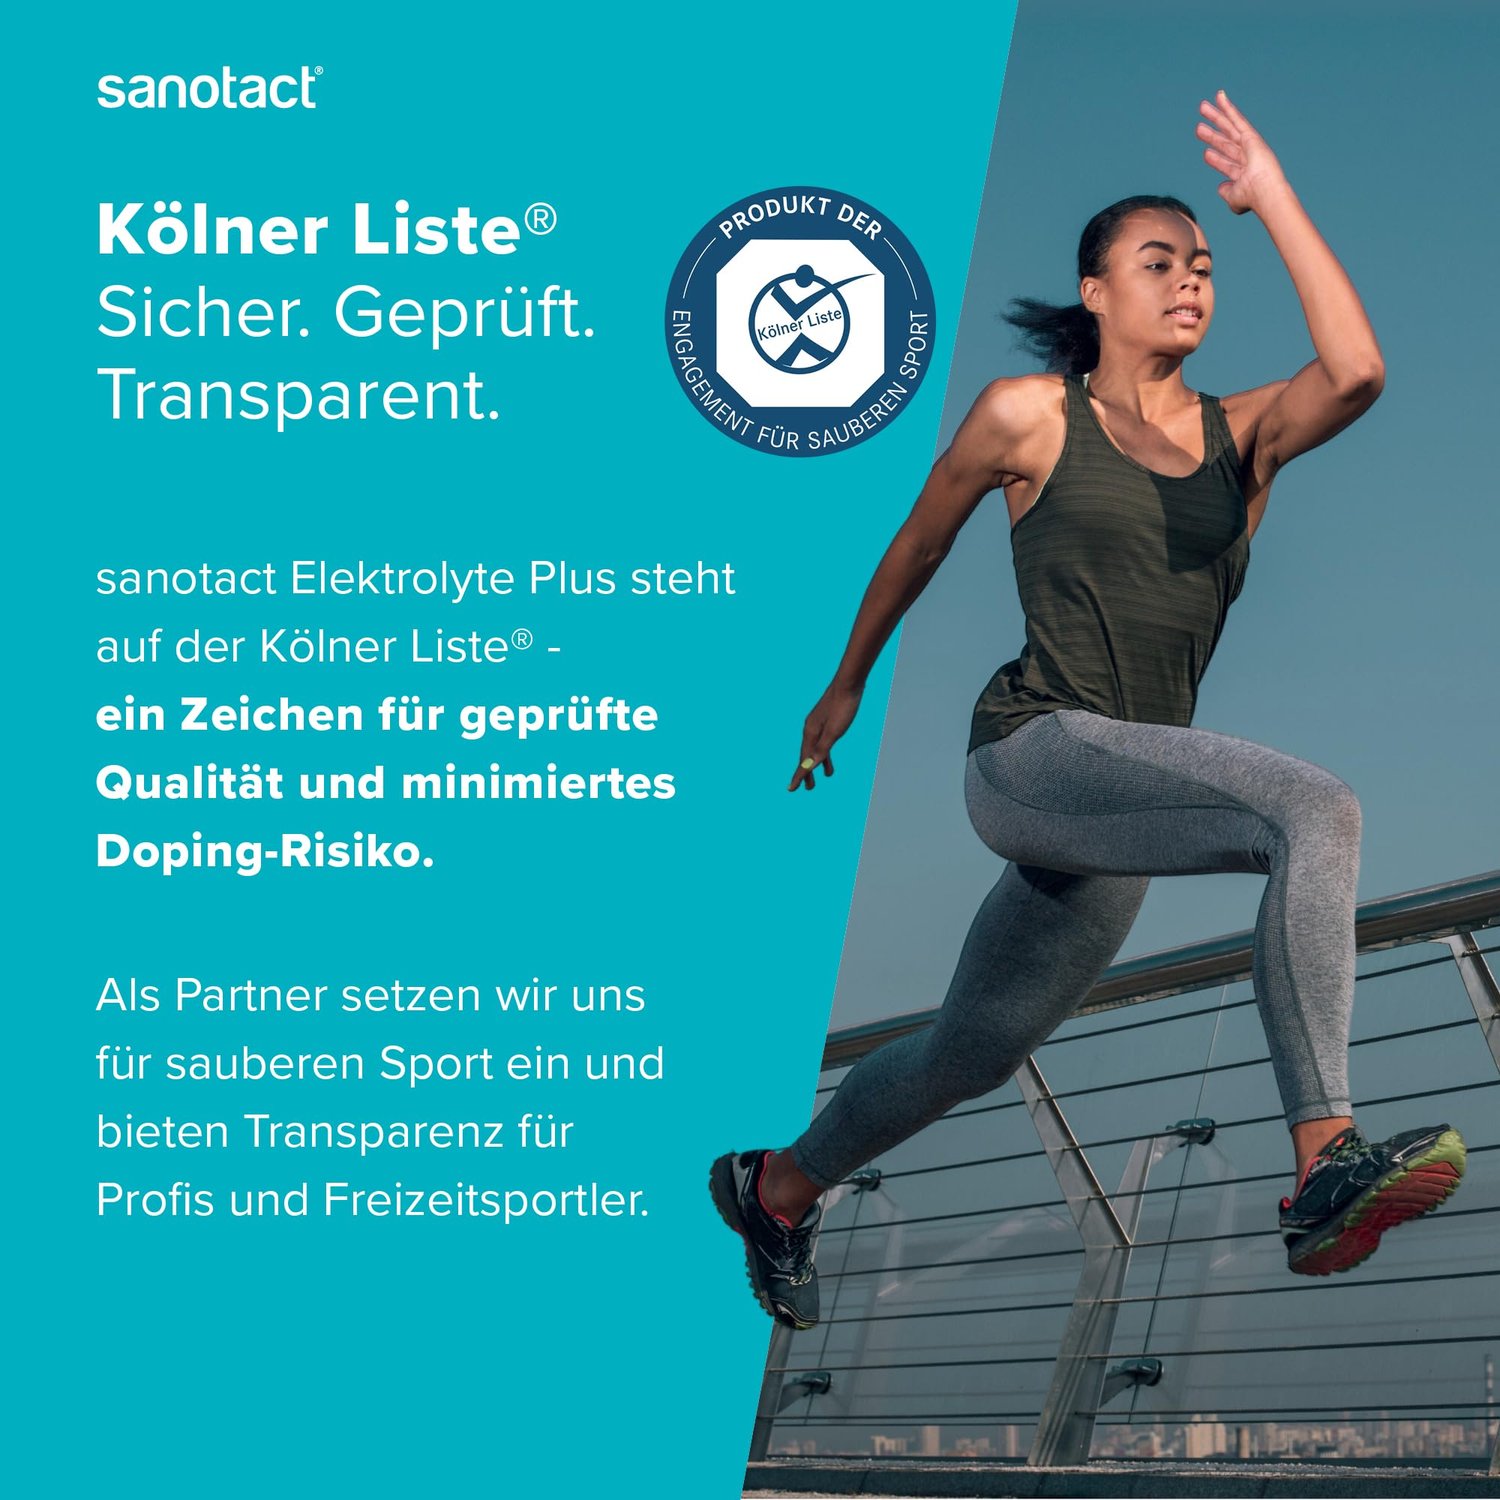 sanotact®
Kölner Liste®
Sicher. Geprüft.
Transparent.
PRODUKT DER
Kölner Liste
ENGAGEMENT FÜR SAUBEREN SPORT
sanotact Elektrolyte Plus steht
auf der Kölner Liste® -
ein Zeichen für geprüfte
Qualität und minimiertes
Doping-Risiko.
Als Partner setzen wir uns
für sauberen Sport ein und
bieten Transparenz für
Profis und Freizeitsportler.